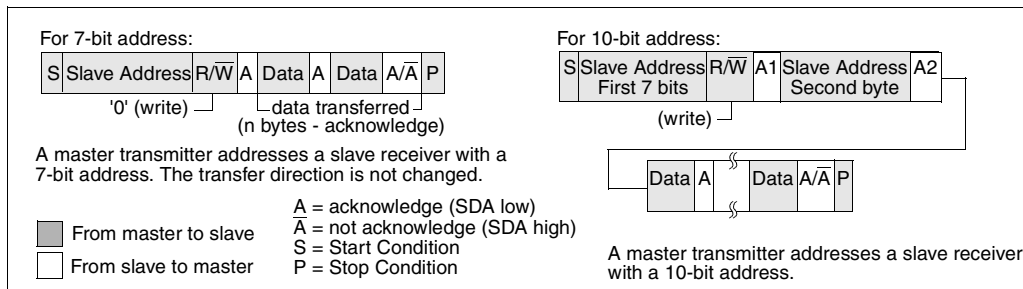 For 7-bit address:
S Slave Address R/W̅ A Data A Data A/A̅ P
'0' (write)
data transferred
(n bytes - acknowledge)
A master transmitter addresses a slave receiver with a
7-bit address. The transfer direction is not changed.
From master to slave
From slave to master
A = acknowledge (SDA low)
A̅ = not acknowledge (SDA high)
S = Start Condition
P = Stop Condition
For 10-bit address:
S Slave Address First 7 bits R/W̅ A1 Slave Address Second byte A2
(write)
Data A Data A/A̅ P
A master transmitter addresses a slave receiver
with a 10-bit address.